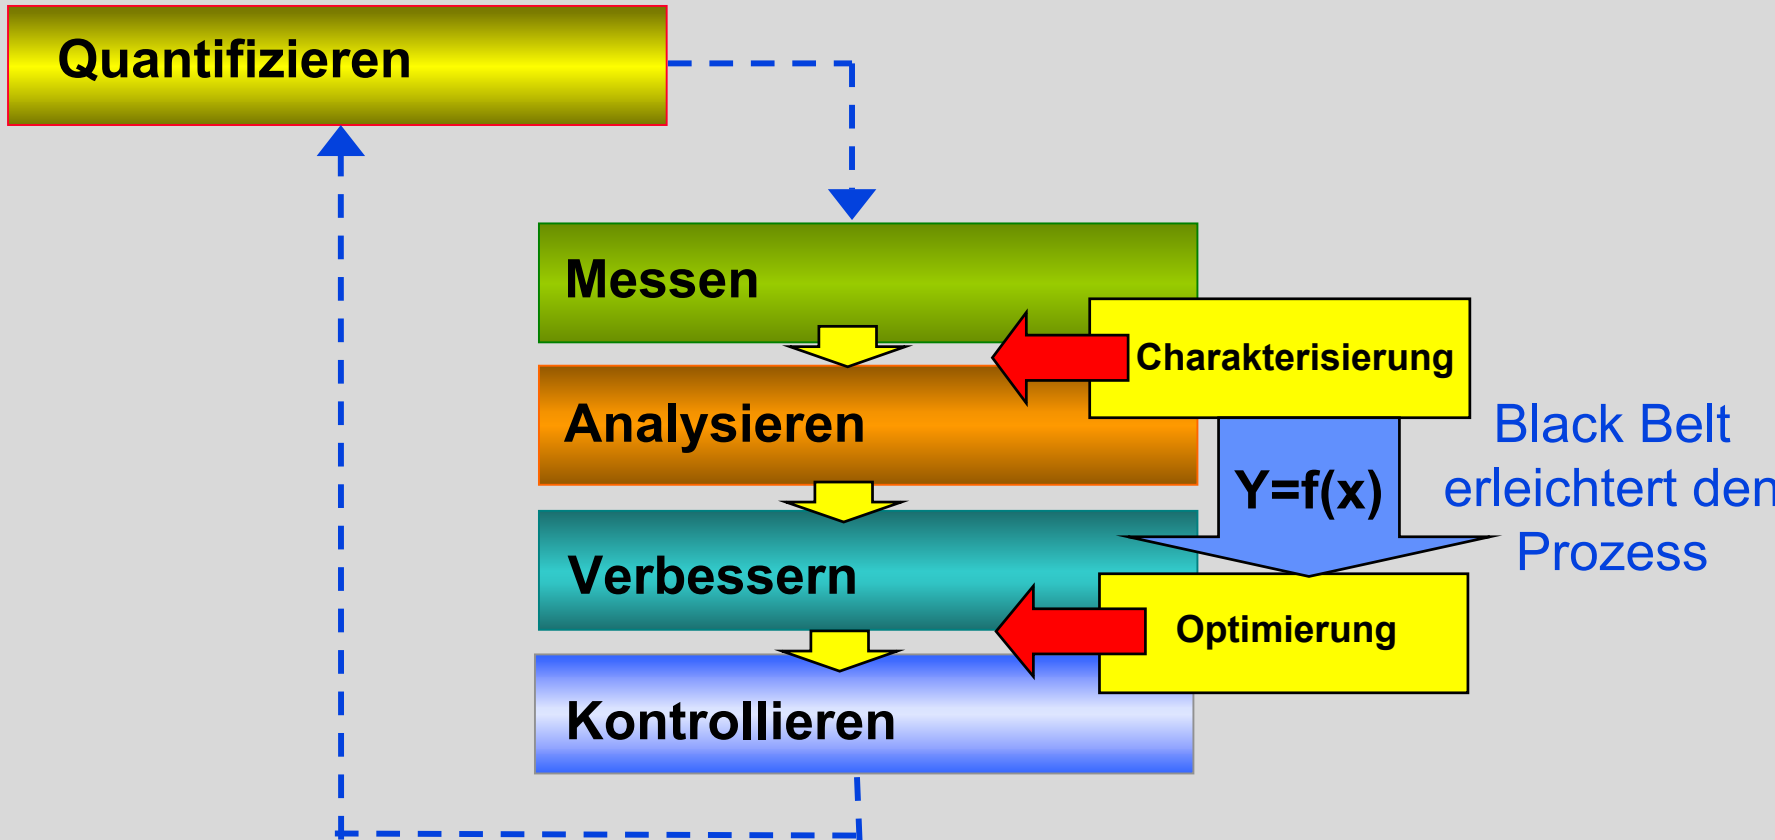 Quantifizieren
Messen
Charakterisierung
Analysieren
Y=f(x)
Black Belt
erleichtert den
Prozess
Verbessern
Optimierung
Kontrollieren